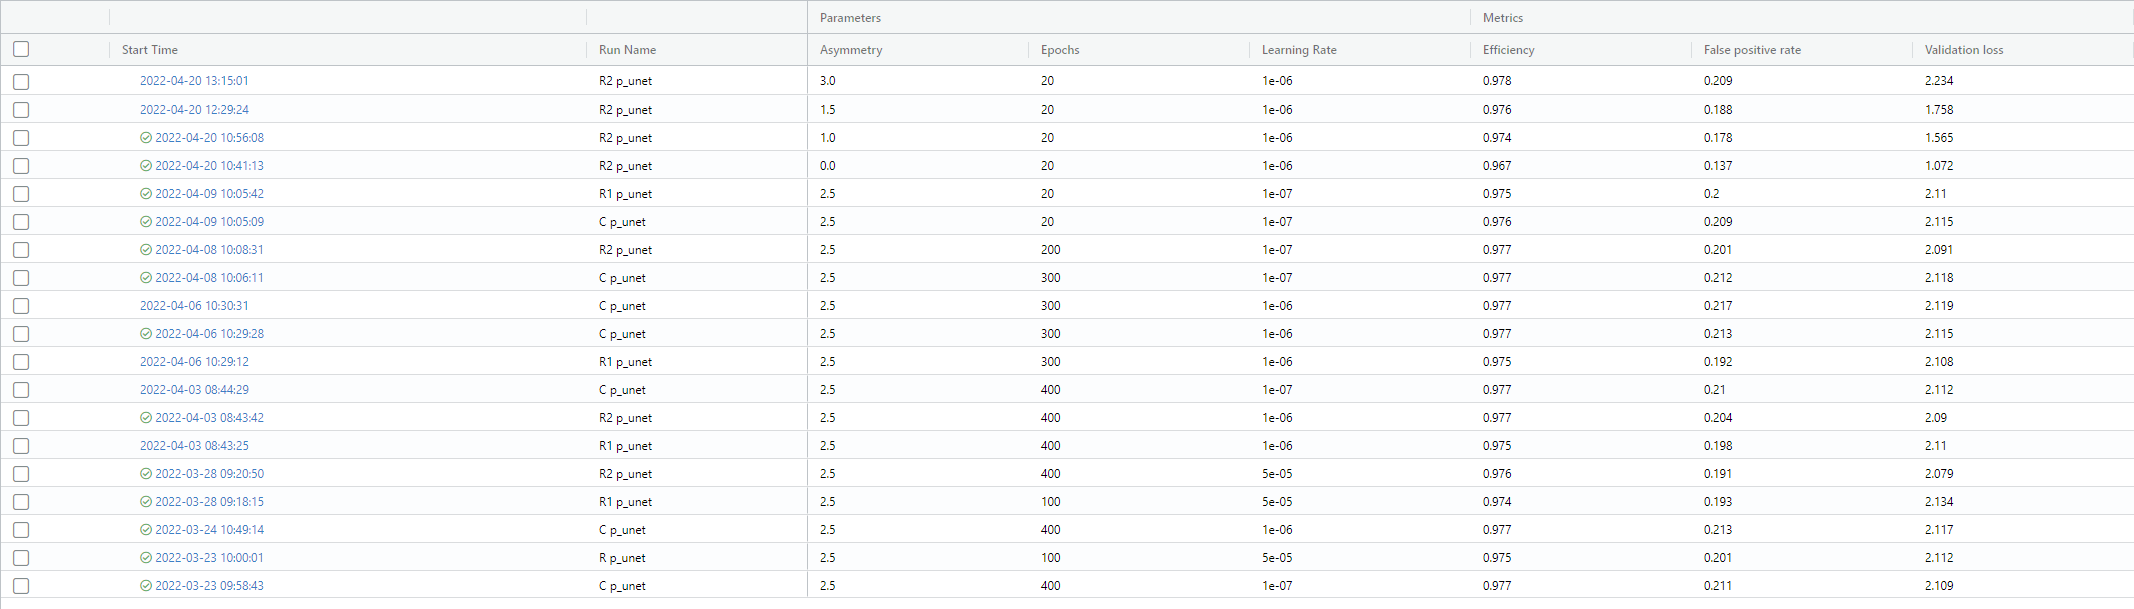 Parameters Metrics
Start Time Run Name Asymmetry Epochs Learning Rate Efficiency False positive rate Validation loss
2022-04-20 13:15:01 R2 p_unet 3.0 20 1e-06 0.978 0.209 2.234
2022-04-20 12:29:24 R2 p_unet 1.5 20 1e-06 0.976 0.188 1.758
2022-04-20 10:56:08 R2 p_unet 1.0 20 1e-06 0.974 0.178 1.565
2022-04-20 10:41:13 R2 p_unet 0.0 20 1e-06 0.967 0.137 1.072
2022-04-09 10:05:42 R1 p_unet 2.5 20 1e-07 0.975 0.2 2.11
2022-04-09 10:05:09 C p_unet 2.5 20 1e-07 0.976 0.209 2.115
2022-04-08 10:08:31 R2 p_unet 2.5 200 1e-07 0.977 0.201 2.091
2022-04-08 10:06:11 C p_unet 2.5 300 1e-07 0.977 0.212 2.118
2022-04-06 10:30:31 C p_unet 2.5 300 1e-06 0.977 0.217 2.119
2022-04-06 10:29:28 C p_unet 2.5 300 1e-06 0.977 0.213 2.115
2022-04-06 10:29:12 R1 p_unet 2.5 300 1e-06 0.975 0.192 2.108
2022-04-03 08:44:29 C p_unet 2.5 400 1e-07 0.977 0.21 2.112
2022-04-03 08:43:42 R2 p_unet 2.5 400 1e-06 0.977 0.204 2.09
2022-04-03 08:43:25 R1 p_unet 2.5 400 1e-06 0.975 0.198 2.11
2022-03-28 09:20:50 R2 p_unet 2.5 400 5e-05 0.976 0.191 2.079
2022-03-28 09:18:15 R1 p_unet 2.5 100 5e-05 0.974 0.193 2.134
2022-03-24 10:49:14 C p_unet 2.5 400 1e-06 0.977 0.213 2.117
2022-03-23 10:00:01 R p_unet 2.5 100 5e-05 0.975 0.201 2.112
2022-03-23 09:58:43 C p_unet 2.5 400 1e-07 0.977 0.211 2.109